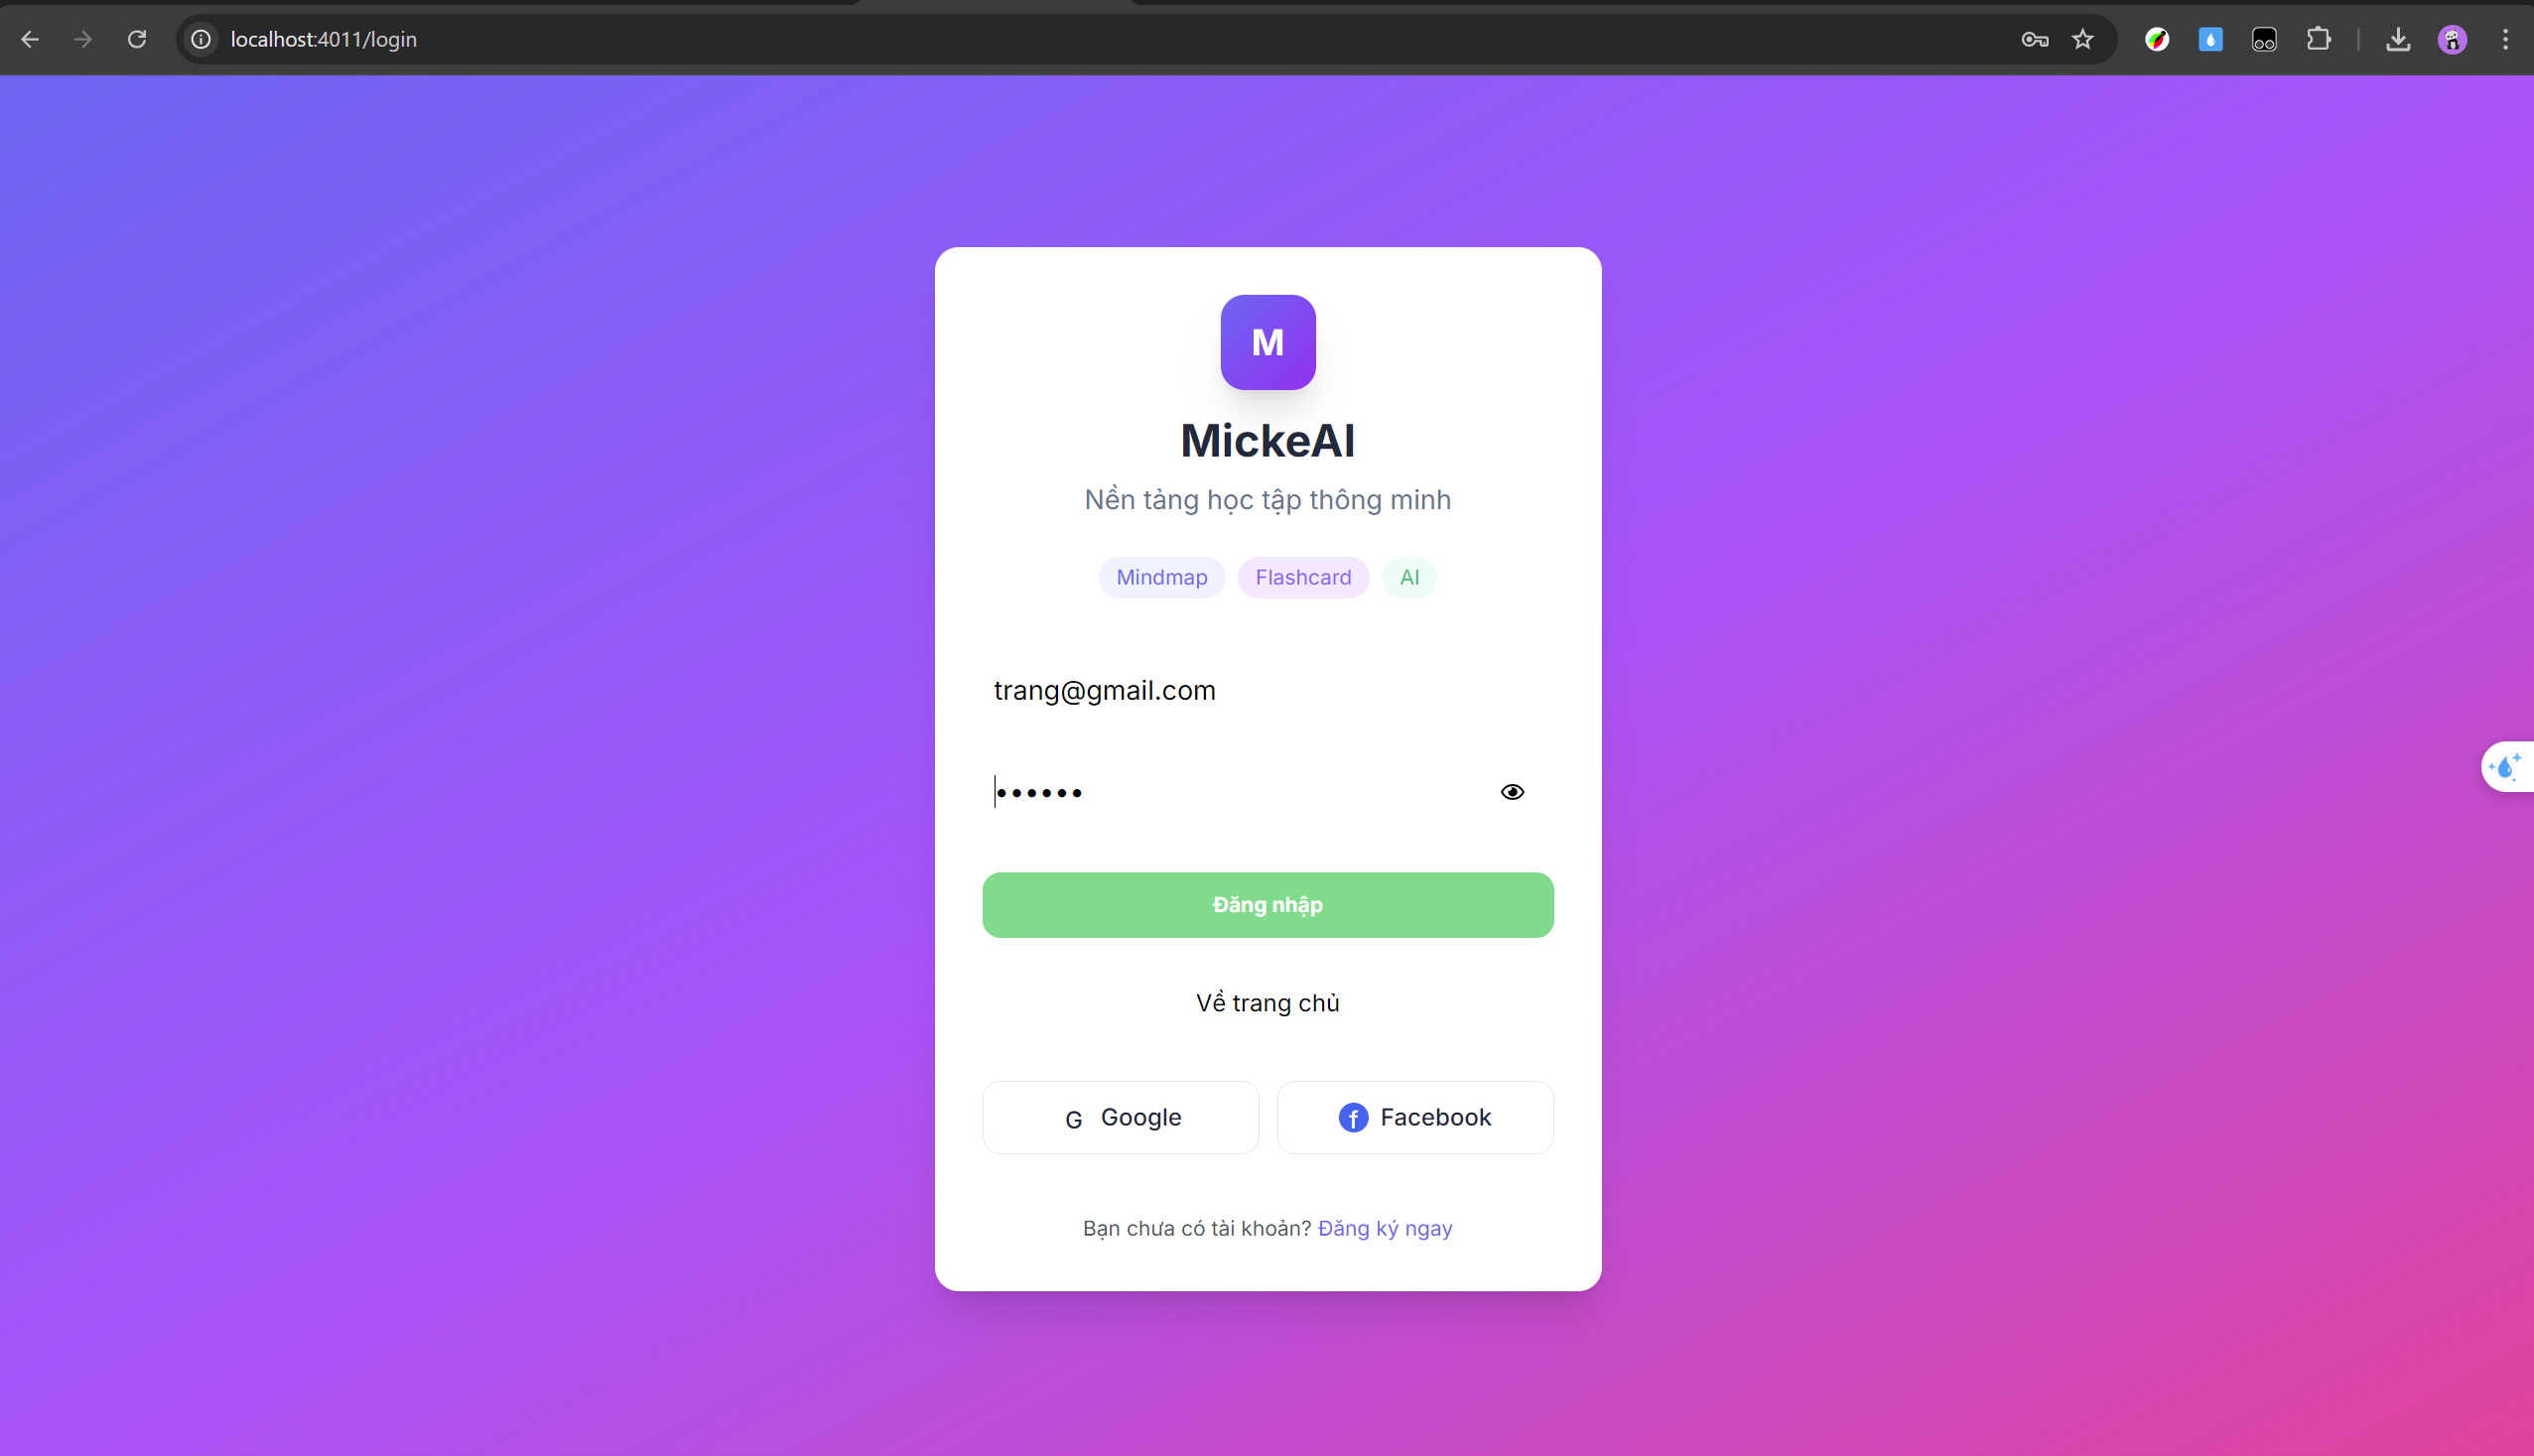 localhost:4011/login
M
MickeAI
Nền tảng học tập thông minh
Mindmap Flashcard AI
trang@gmail.com
••••••
Đăng nhập
Về trang chủ
G Google f Facebook
Bạn chưa có tài khoản? Đăng ký ngay